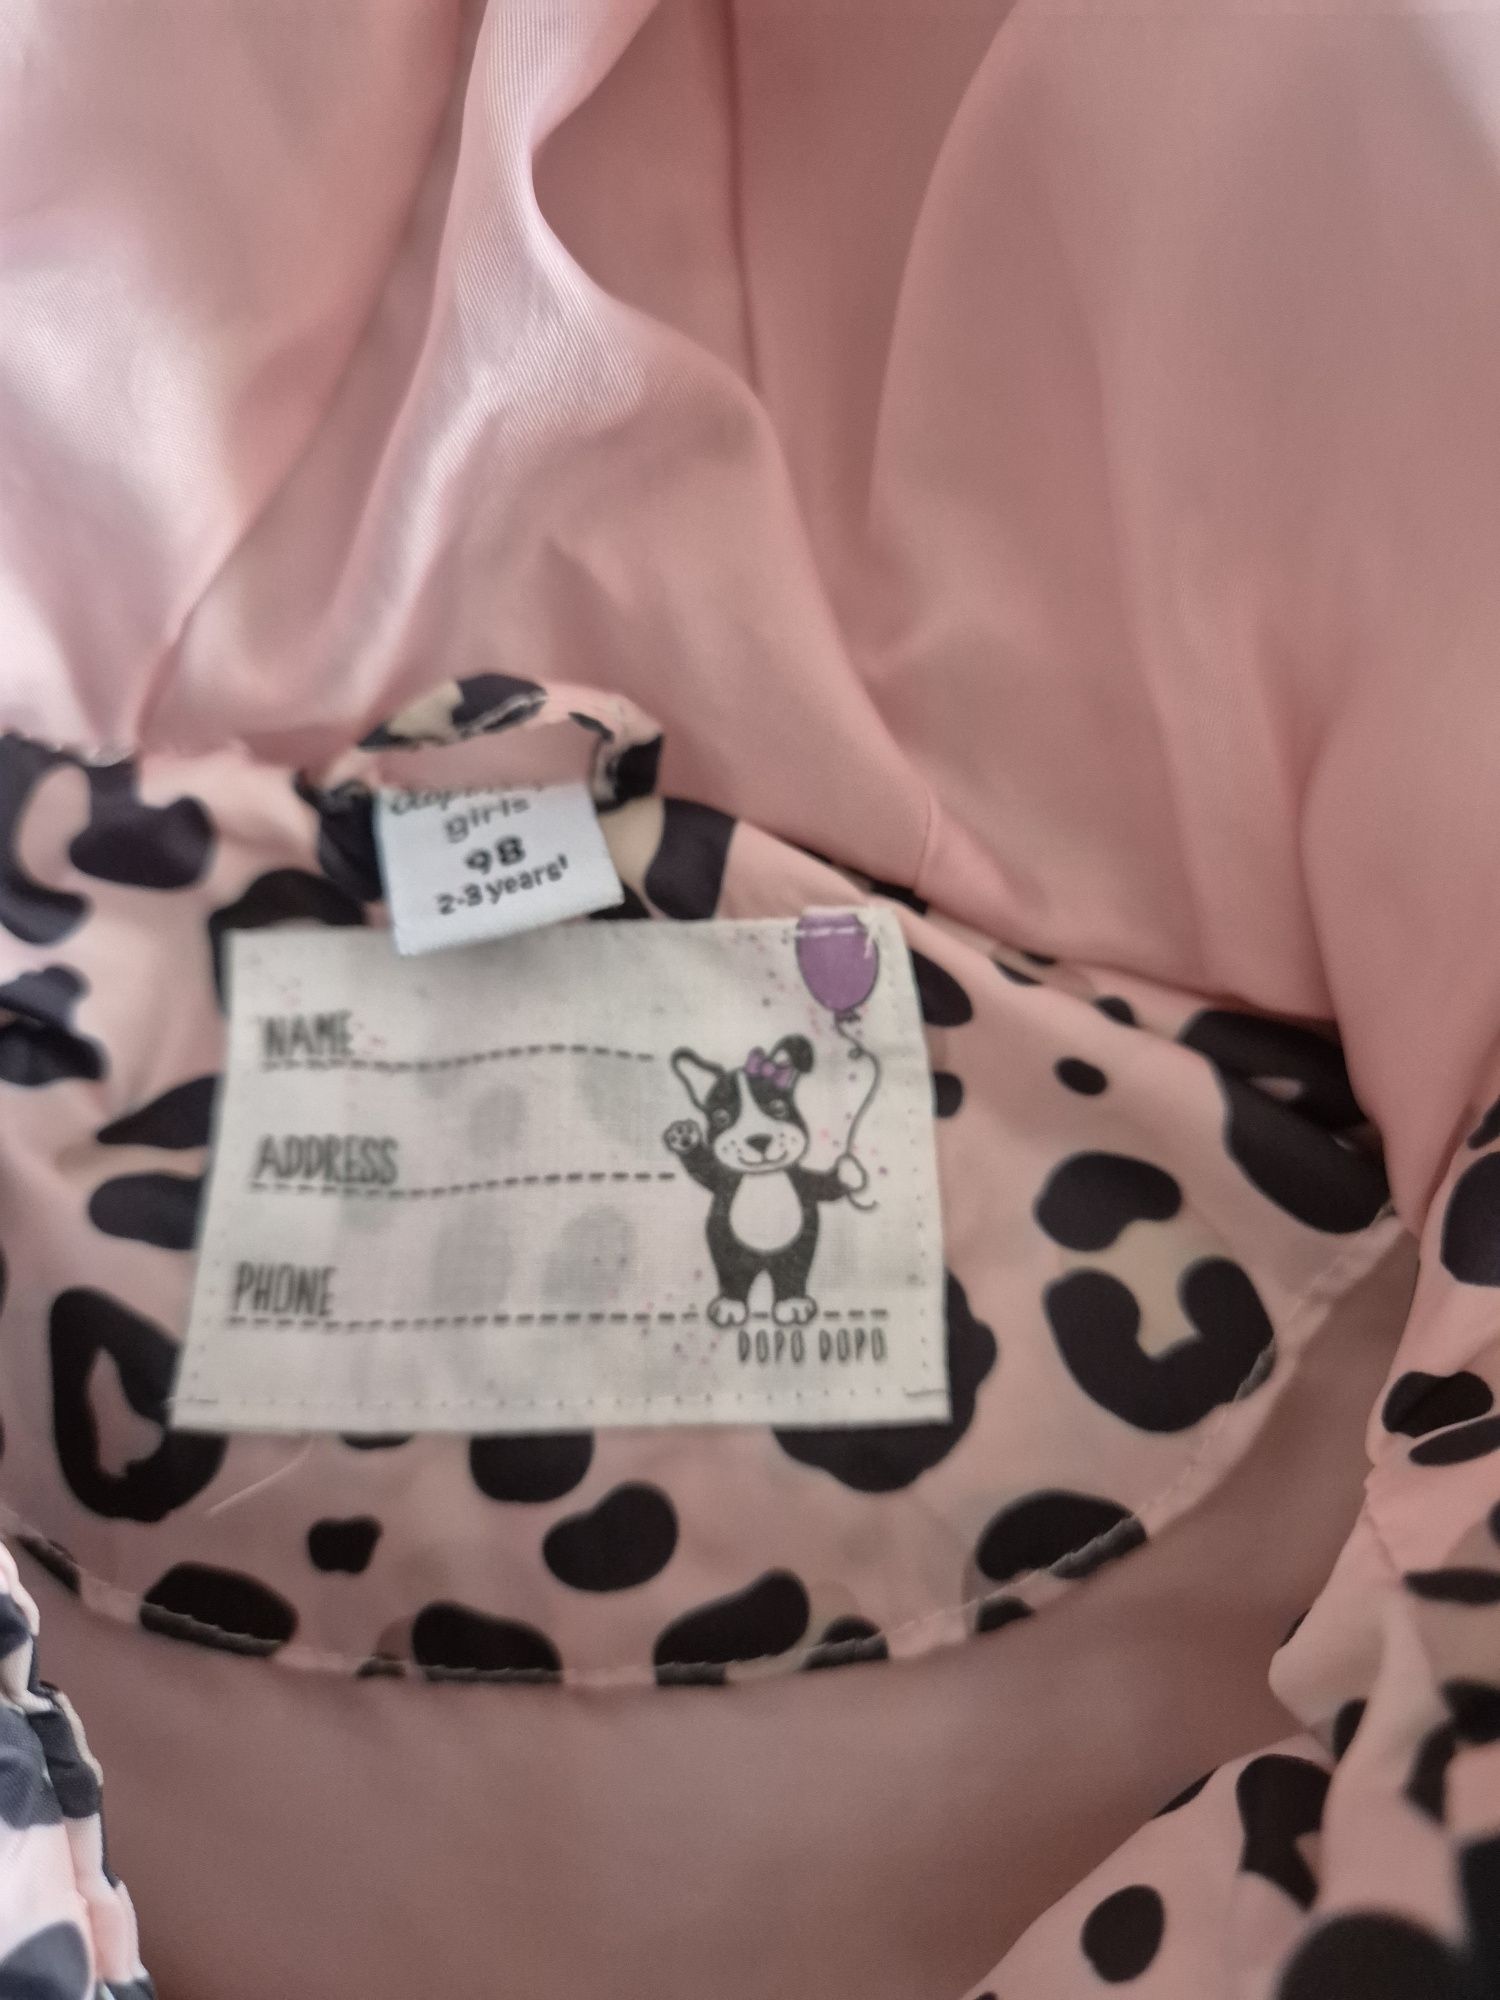 girls
98
2-3 years'
NAME
ADDRESS
PHONE
DOPO DOPO